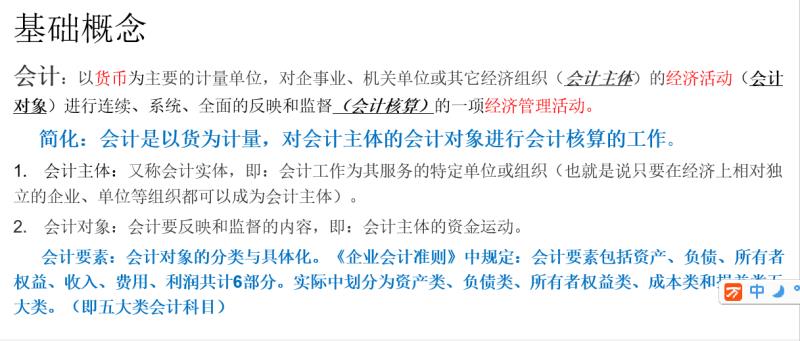 基础概念
会计：以货币为主要的计量单位，对企事业、机关单位或其它经济组织（会计主体）的经济活动（会计
对象）进行连续、系统、全面的反映和监督（会计核算）的一项经济管理活动。
简化：会计是以货为计量，对会计主体的会计对象进行会计核算的工作。
1. 会计主体：又称会计实体，即：会计工作为其服务的特定单位或组织（也就是说只要在经济上相对独
立的企业、单位等组织都可以成为会计主体）。
2. 会计对象：会计要反映和监督的内容，即：会计主体的资金运动。
会计要素：会计对象的分类与具体化。《企业会计准则》中规定：会计要素包括资产、负债、所有者
权益、收入、费用、利润共计6部分。实际中划分为资产类、负债类、所有者权益类、成本类和
大类。（即五大类会计科目）
万 中